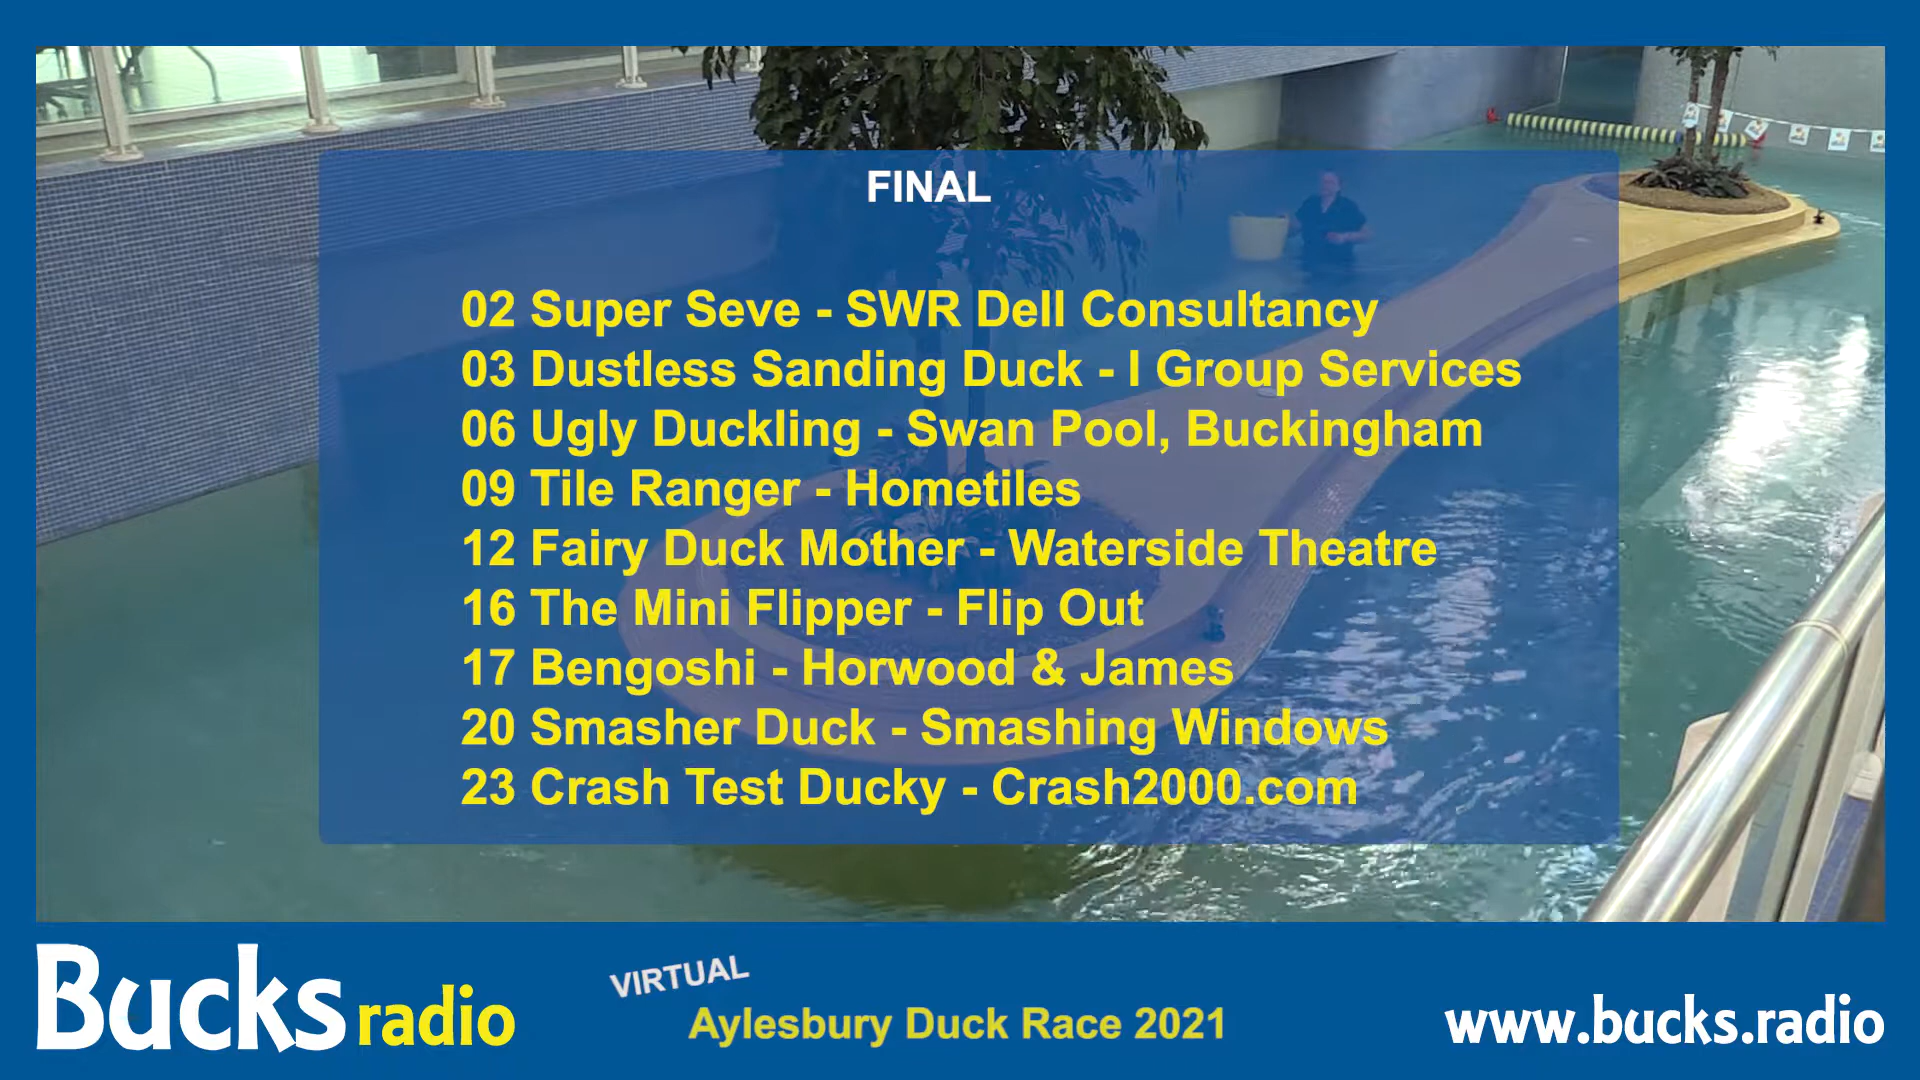 FINAL
02 Super Seve - SWR Dell Consultancy
03 Dustless Sanding Duck - I Group Services
06 Ugly Duckling - Swan Pool, Buckingham
09 Tile Ranger - Hometiles
12 Fairy Duck Mother - Waterside Theatre
16 The Mini Flipper - Flip Out
17 Bengoshi - Horwood & James
20 Smasher Duck - Smashing Windows
23 Crash Test Ducky - Crash2000.com
Bucks radio
VIRTUAL
Aylesbury Duck Race 2021
www.bucks.radio